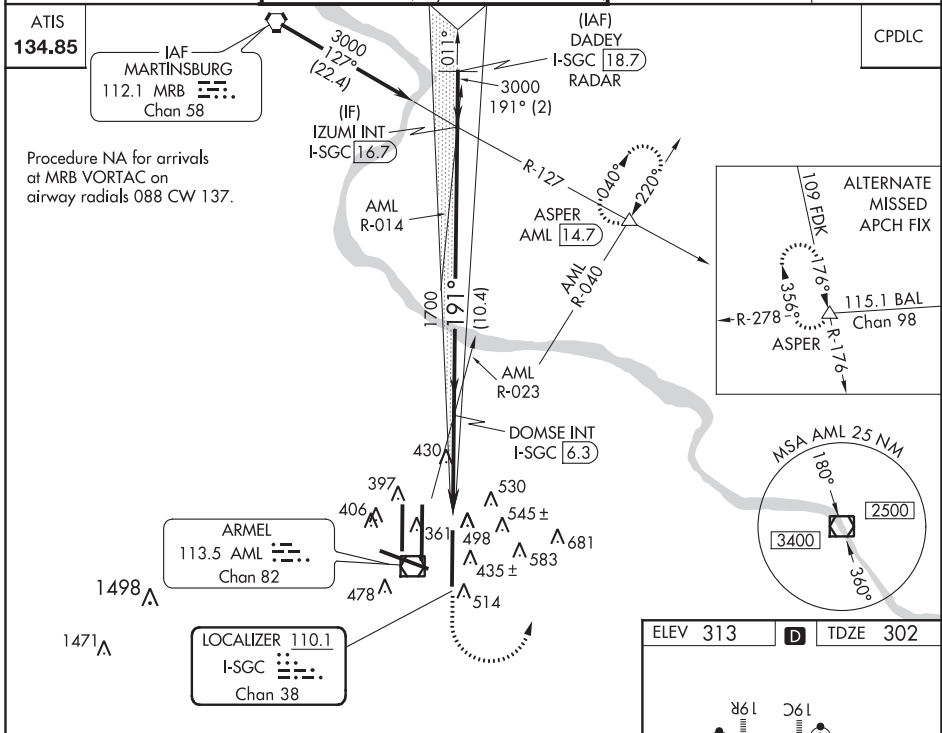 ATIS
134.85
CPDLC
IAF
MARTINSBURG
112.1 MRB
Chan 58
3000
127°
(22.4)
011°
(IAF)
DADEY
I-SGC 18.7
RADAR
3000
191° (2)
(IF)
IZUMI INT
I-SGC 16.7
Procedure NA for arrivals
at MRB VORTAC on
airway radials 088 CW 137.
R-127
AML
R-014
040°
220°
ASPER
AML 14.7
AML
R-040
1700
191°
(10.4)
AML
R-023
DOMSE INT
I-SGC 6.3
ALTERNATE
MISSED
APCH FIX
109 FDK
176°
356°
115.1 BAL
Chan 98
R-278
ASPER
R-176
MSA AML 25 NM
180°
2500
3400
360°
430
397
530
406
545 ±
361
498
681
583
435 ±
478
514
1498
1471
ARMEL
113.5 AML
Chan 82
LOCALIZER 110.1
I-SGC
Chan 38
ELEV 313
D
TDZE 302
19R
19C